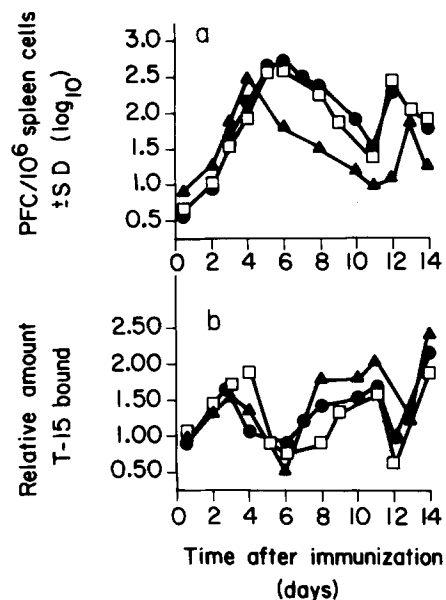 a
PFC/10⁶ spleen cells
±SD (log₁₀)
3.0
2.5
2.0
1.5
1.0
0.5
0 2 4 6 8 10 12 14
b
Relative amount
T-15 bound
2.50
2.00
1.50
1.00
0.50
0 2 4 6 8 10 12 14
Time after immunization
(days)